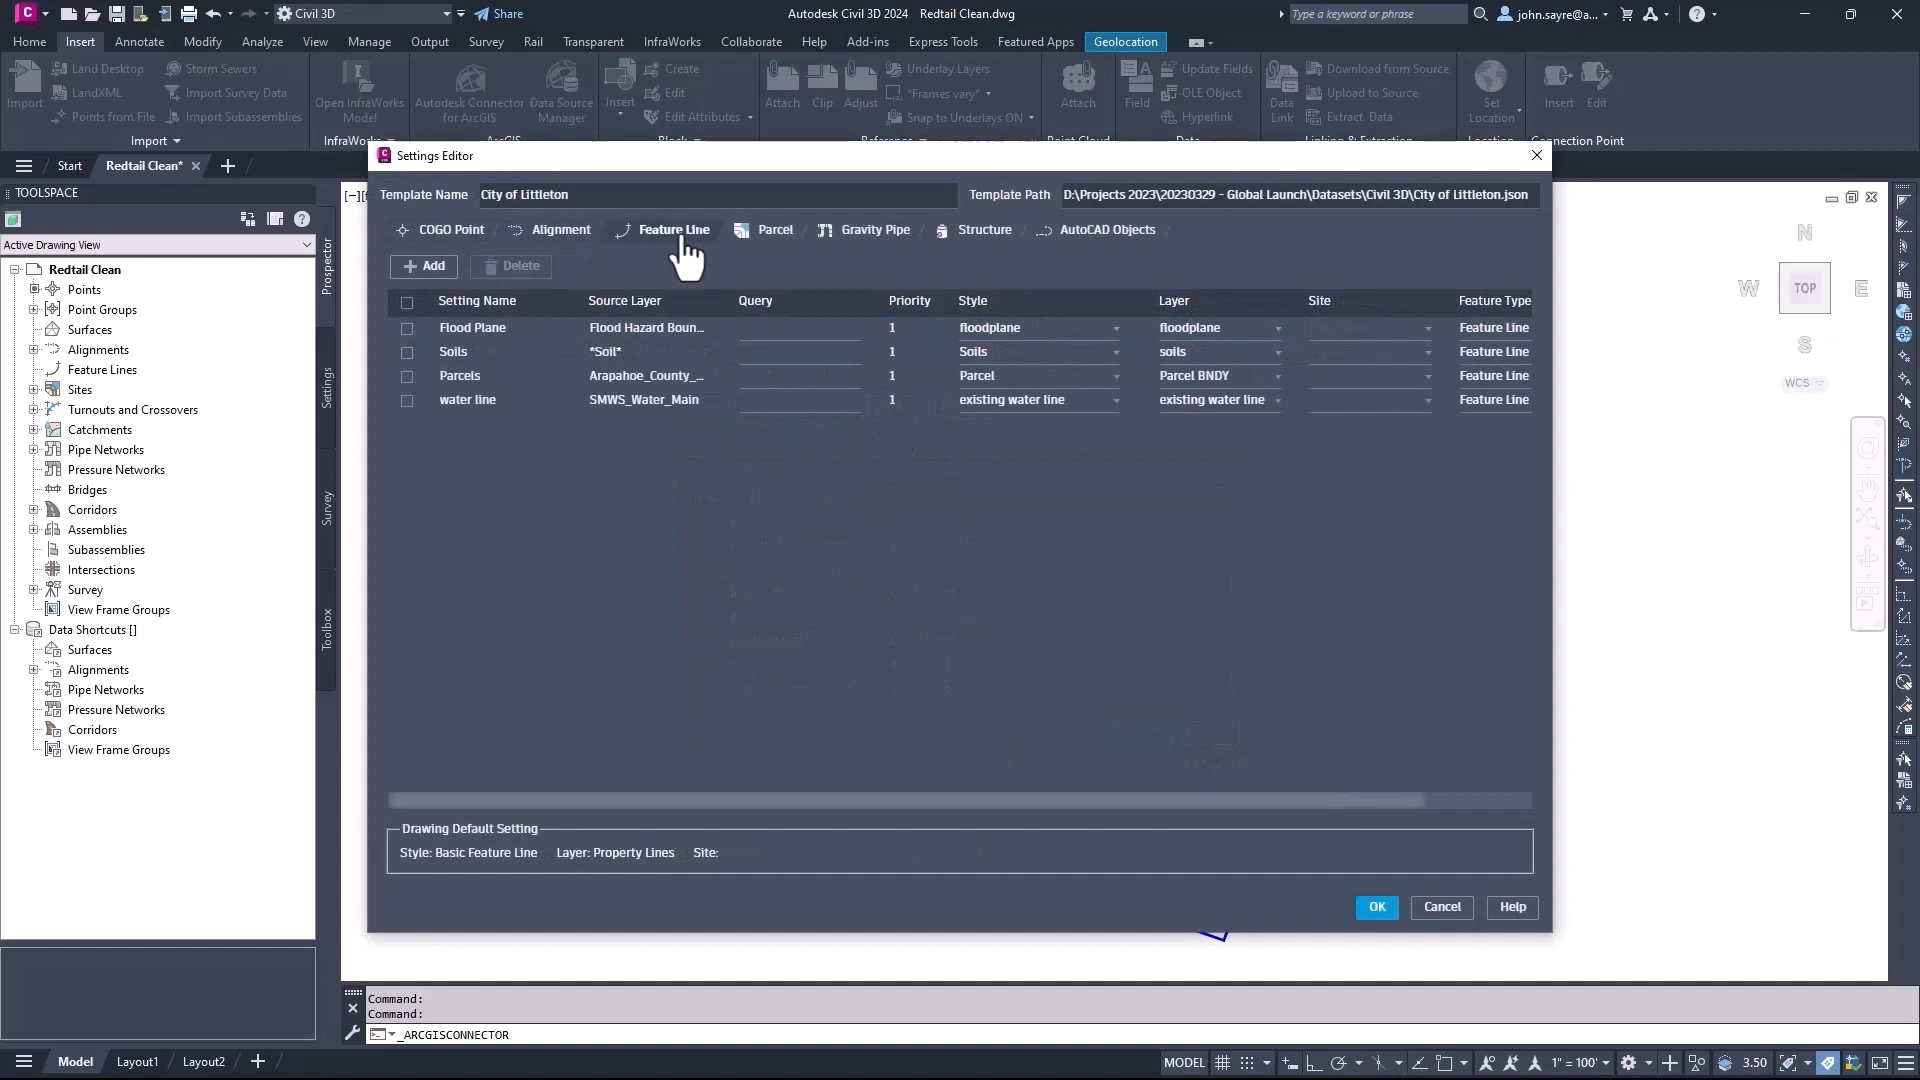 C Civil 3D Share Autodesk Civil 3D 2024 Redtail Clean.dwg Type a keyword or phrase john.sayre@a...
Home Insert Annotate Modify Analyze View Manage Output Survey Rail Transparent InfraWorks Collaborate Help Add-ins Express Tools Featured Apps Geolocation
Land Desktop Storm Sewers Create Underlay Layers Update Fields Download from Source
LandXML Import Survey Data Edit *Frames vary* OLE Object Upload to Source
Import Open InfraWorks Autodesk Connector Data Source Insert Attach Clip Adjust Attach Field Data Set Insert Edit
Points from File Import Subassemblies Model for ArcGIS Manager Edit Attributes Snap to Underlays ON Hyperlink Link Extract Data Location
Import InfraWorks ArcGIS Block Reference Point Cloud Data Linking & Extraction Location Connection Point
Settings Editor
Start Redtail Clean*
TOOLSPACE
Template Name City of Littleton Template Path D:\Projects 2023\20230329 - Global Launch\Datasets\Civil 3D\City of Littleton.json
COGO Point Alignment Feature Line Parcel Gravity Pipe Structure AutoCAD Objects
Active Drawing View
Add Delete
Setting Name Source Layer Query Priority Style Layer Site Feature Type
Flood Plane Flood Hazard Boun... 1 floodplane floodplane Feature Line
Soils *Soil* 1 Soils soils Feature Line
Parcels Arapahoe_County_... 1 Parcel Parcel BNDY Feature Line
water line SMWS_Water_Main 1 existing water line existing water line Feature Line
Drawing Default Setting
Style: Basic Feature Line Layer: Property Lines Site:
OK Cancel Help
Redtail Clean
Points
Point Groups
Surfaces
Alignments
Feature Lines
Sites
Turnouts and Crossovers
Catchments
Pipe Networks
Pressure Networks
Bridges
Corridors
Assemblies
Subassemblies
Intersections
Survey
View Frame Groups
Data Shortcuts []
Surfaces
Alignments
Pipe Networks
Pressure Networks
Corridors
View Frame Groups
Prospector
Settings
Survey
Toolbox
N
W TOP E
S
WCS
Command:
Command:
_ARCGISCONNECTOR
Model Layout1 Layout2 MODEL 1" = 100' 3.50